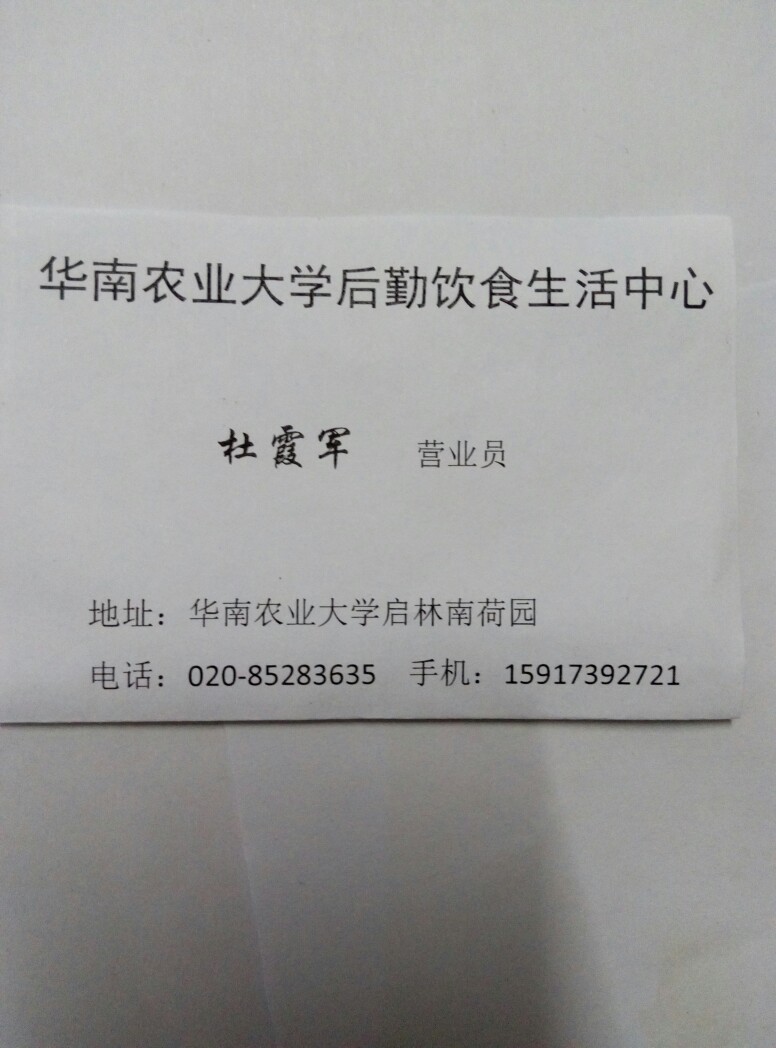 华南农业大学后勤饮食生活中心
杜霞军 营业员
地址：华南农业大学启林南荷园
电话：020-85283635 手机：15917392721